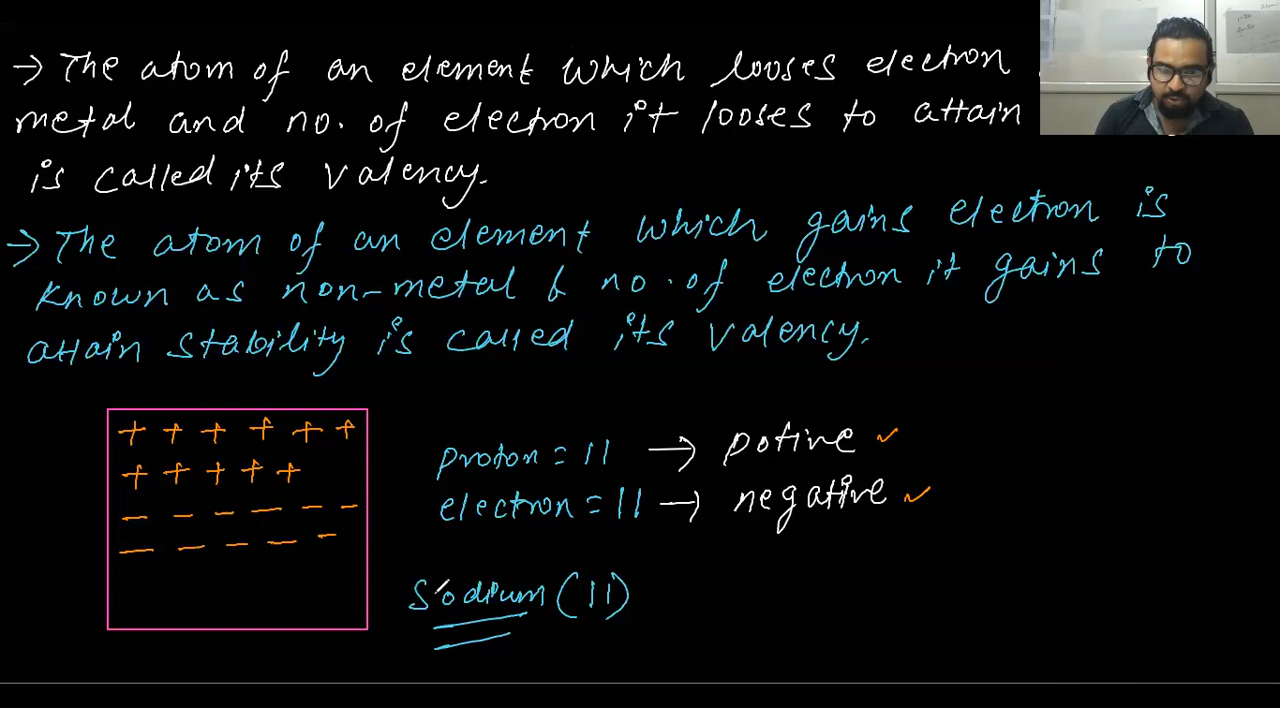 → The atom of an element which looses electron
metal and no. of electron it looses to attain
is called its valency.
→ The atom of an element which gains electron is
known as non-metal & no. of electron it gains to
attain stability is called its valency.
+ + + + + +
+ + + + +
− − − − − −
− − − − −
proton = 11 → potive ✓
electron = 11 → negative ✓
Sodium (11)